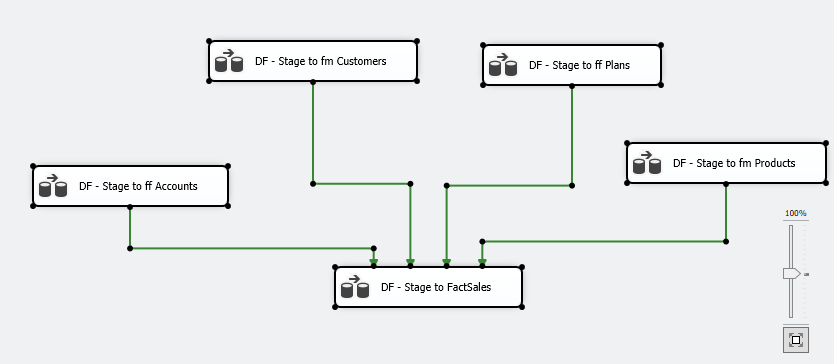 DF - Stage to fm Customers
DF - Stage to ff Plans
DF - Stage to fm Products
DF - Stage to ff Accounts
100%
DF - Stage to FactSales